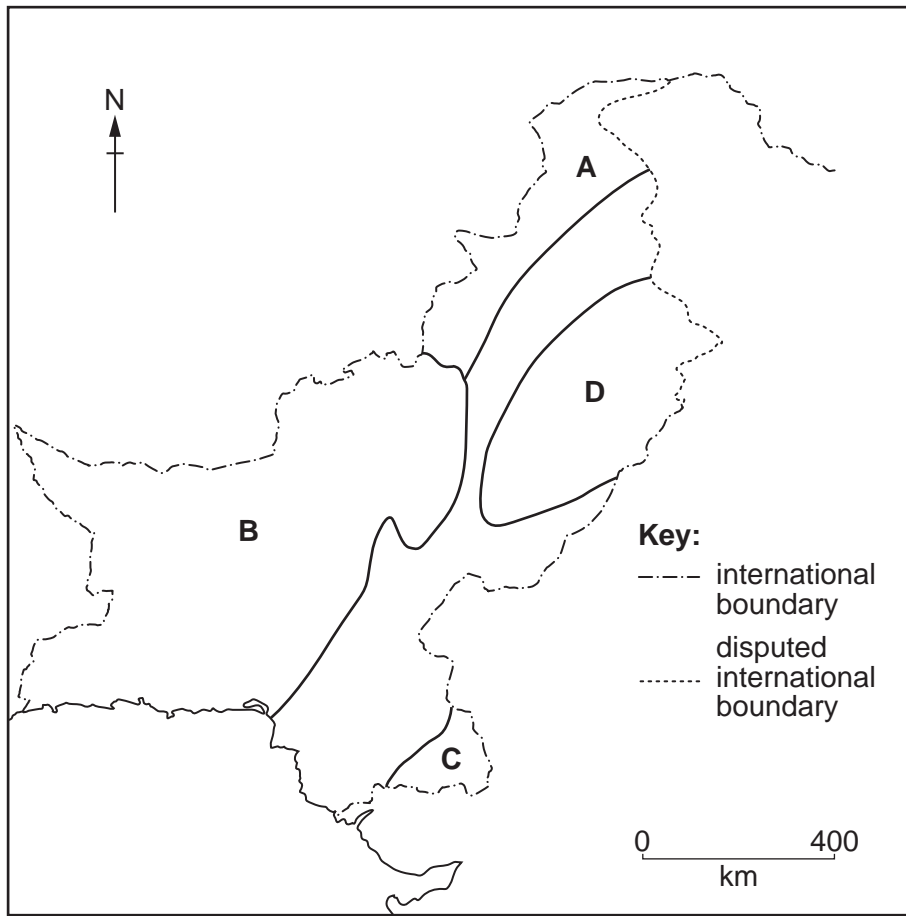 N
A
B
C
D
Key:
international
boundary
disputed
international
boundary
0 400
km